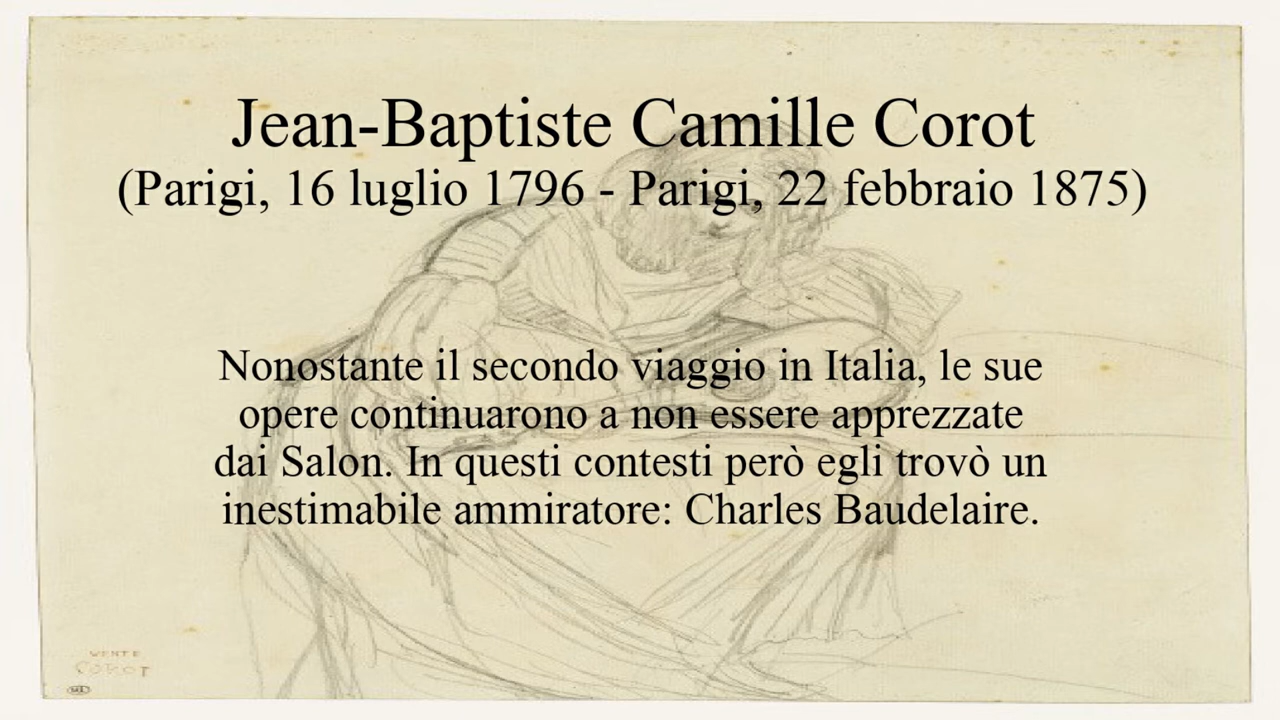 Jean-Baptiste Camille Corot
(Parigi, 16 luglio 1796 - Parigi, 22 febbraio 1875)
Nonostante il secondo viaggio in Italia, le sue
opere continuarono a non essere apprezzate
dai Salon. In questi contesti però egli trovò un
inestimabile ammiratore: Charles Baudelaire.
VENTE
COROT